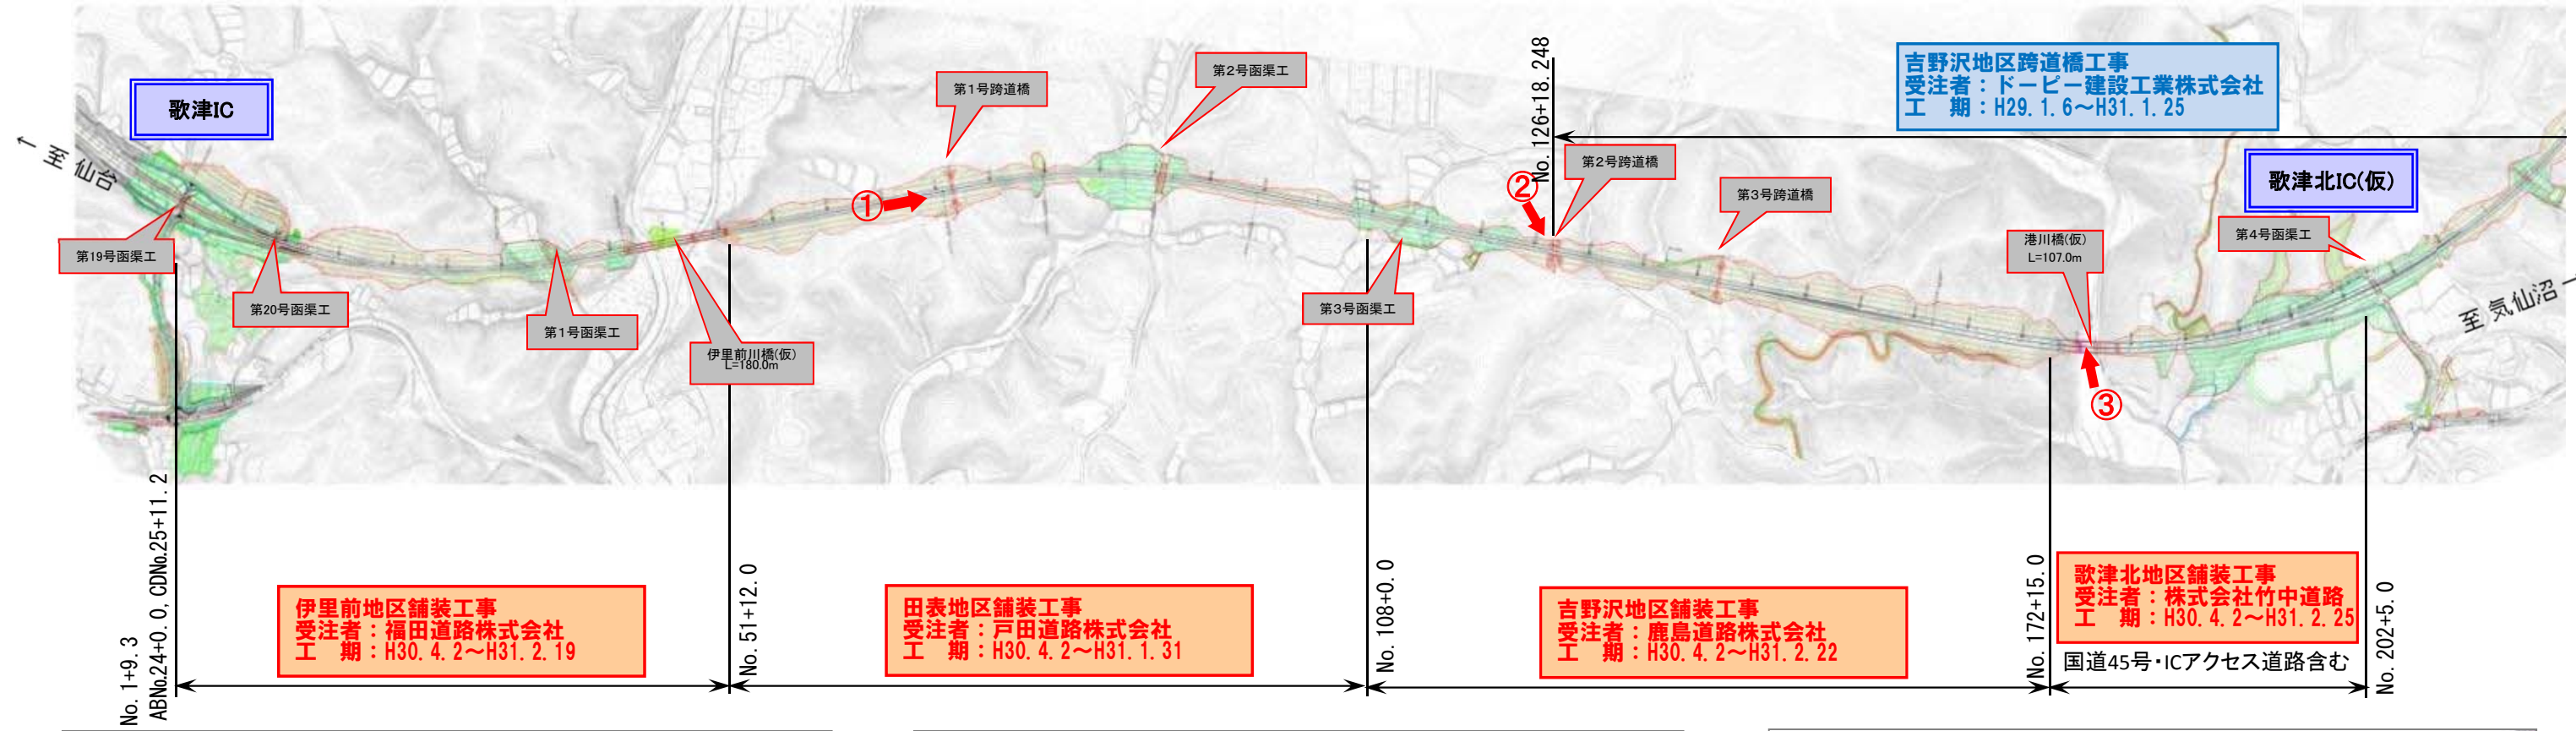 歌津IC
←至 仙台
第19号函渠工
第20号函渠工
第1号函渠工
伊里前川橋(仮)
L=180.0m
第1号跨道橋
①
第2号函渠工
第3号函渠工
②
No. 126+18. 248
第2号跨道橋
第3号跨道橋
吉野沢地区跨道橋工事
受注者：ドーピー建設工業株式会社
工　期：H29. 1. 6～H31. 1. 25
歌津北IC(仮)
港川橋(仮)
L=107.0m
③
第4号函渠工
至 気仙沼→
No. 1+9. 3
ABNo.24+0. 0, CDNo.25+11. 2
伊里前地区舗装工事
受注者：福田道路株式会社
工　期：H30. 4. 2～H31. 2. 19
No. 51+12. 0
田表地区舗装工事
受注者：戸田道路株式会社
工　期：H30. 4. 2～H31. 1. 31
No. 108+0. 0
吉野沢地区舗装工事
受注者：鹿島道路株式会社
工　期：H30. 4. 2～H31. 2. 22
No. 172+15. 0
歌津北地区舗装工事
受注者：株式会社竹中道路
工　期：H30. 4. 2～H31. 2. 25
国道45号・ICアクセス道路含む
No. 202+5. 0